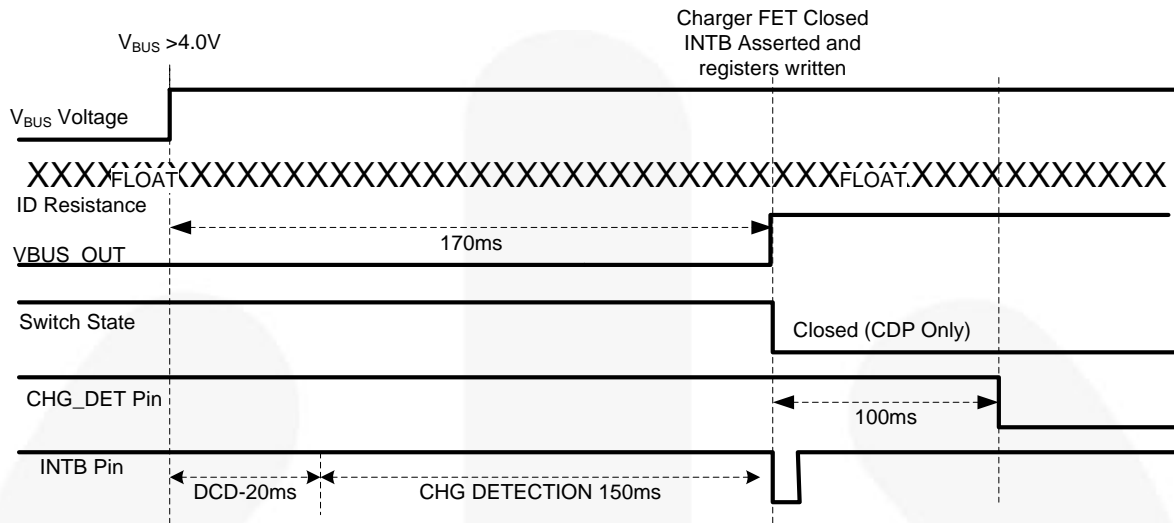 Charger FET Closed
INTB Asserted and
registers written
VBUS >4.0V
VBUS Voltage
XXXXFLOATXXXXXXXXXXXXXXXXXXXXXXXXXXXXXXFLOATXXXXXXXXXXXX
ID Resistance
170ms
VBUS_OUT
Switch State
Closed (CDP Only)
CHG_DET Pin
100ms
INTB Pin
DCD-20ms
CHG DETECTION 150ms